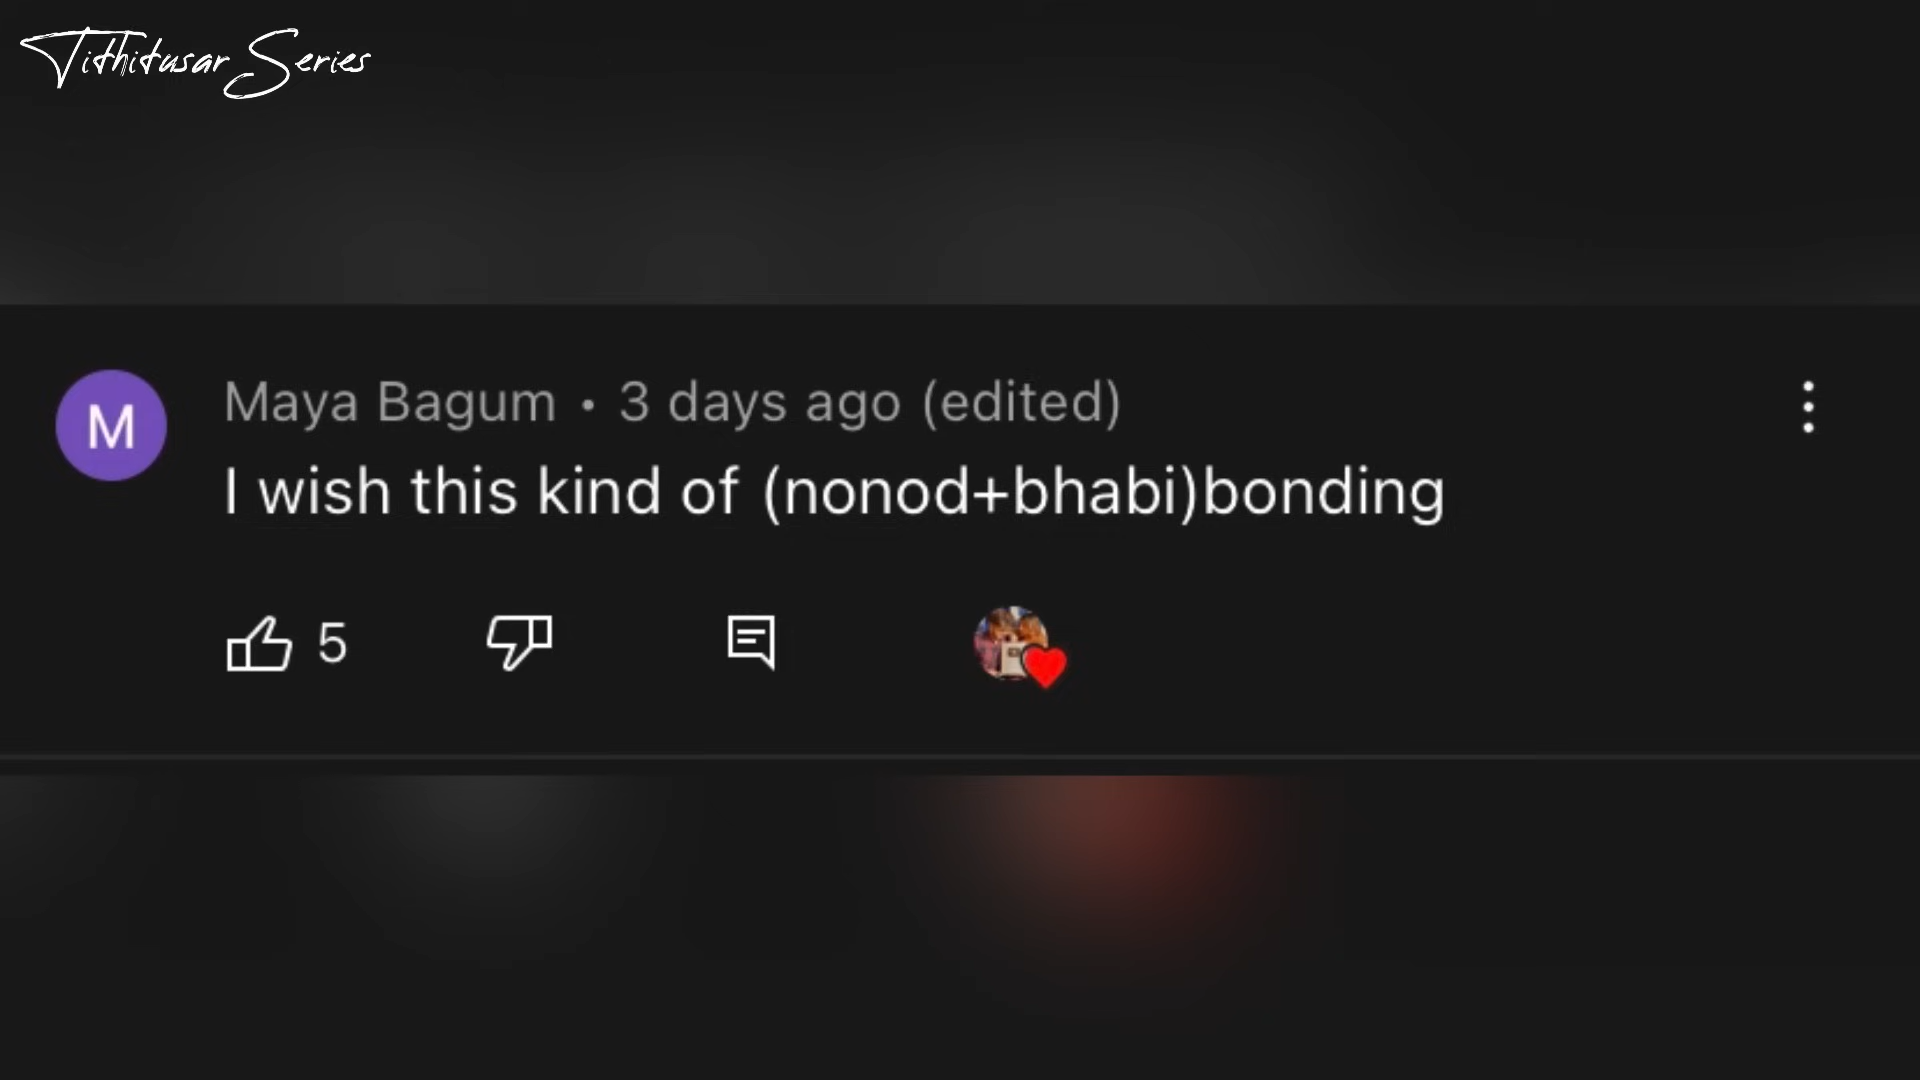 Tithitusar Series
Maya Bagum • 3 days ago (edited)
I wish this kind of (nonod+bhabi)bonding
5